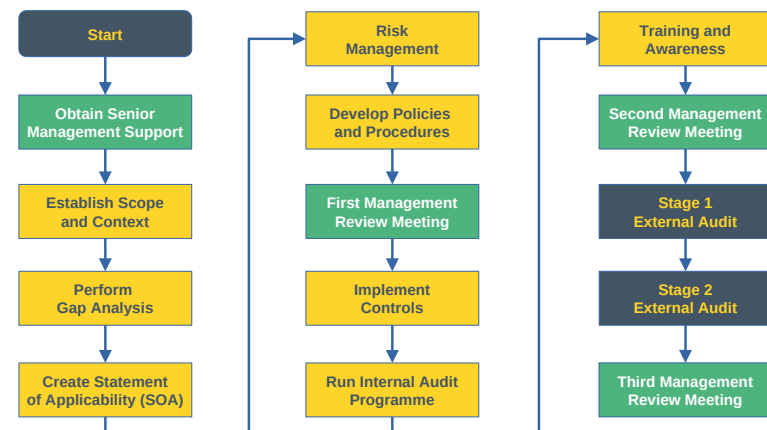 Start
Obtain Senior
Management Support
Establish Scope
and Context
Perform
Gap Analysis
Create Statement
of Applicability (SOA)
Risk
Management
Develop Policies
and Procedures
First Management
Review Meeting
Implement
Controls
Run Internal Audit
Programme
Training and
Awareness
Second Management
Review Meeting
Stage 1
External Audit
Stage 2
External Audit
Third Management
Review Meeting